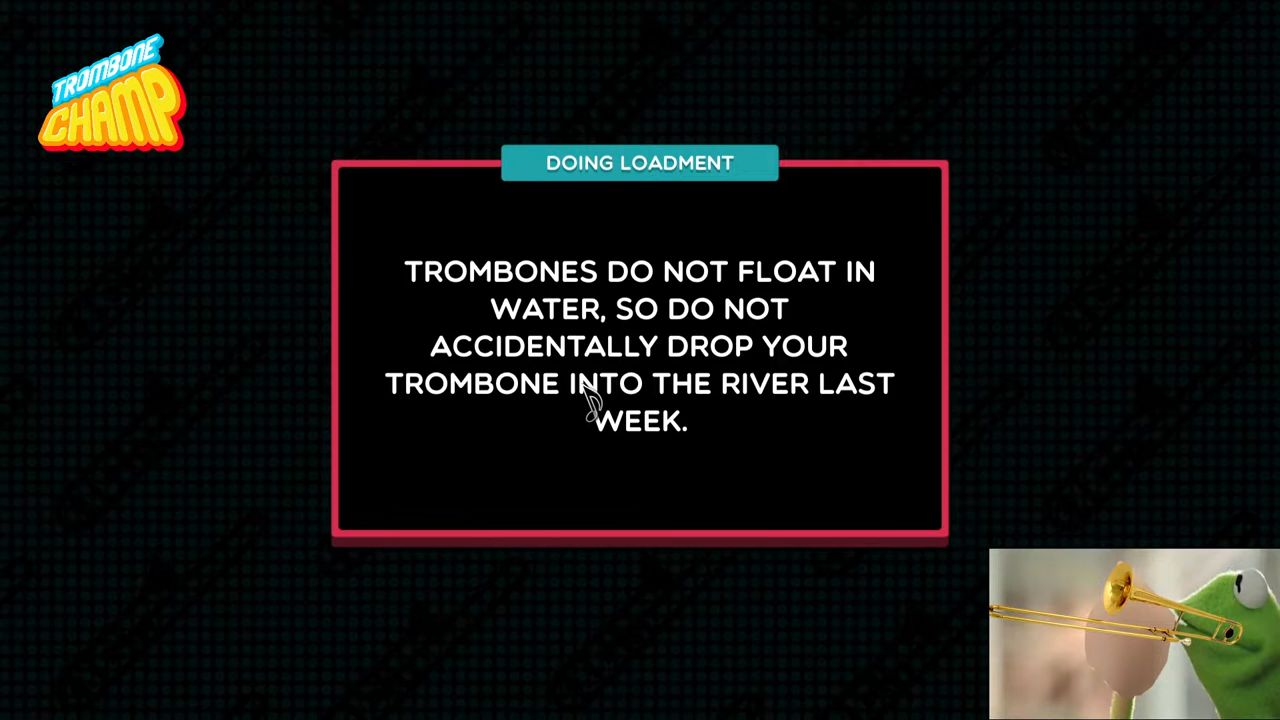 TROMBONE
CHAMP
DOING LOADMENT
TROMBONES DO NOT FLOAT IN
WATER, SO DO NOT
ACCIDENTALLY DROP YOUR
TROMBONE INTO THE RIVER LAST
WEEK.